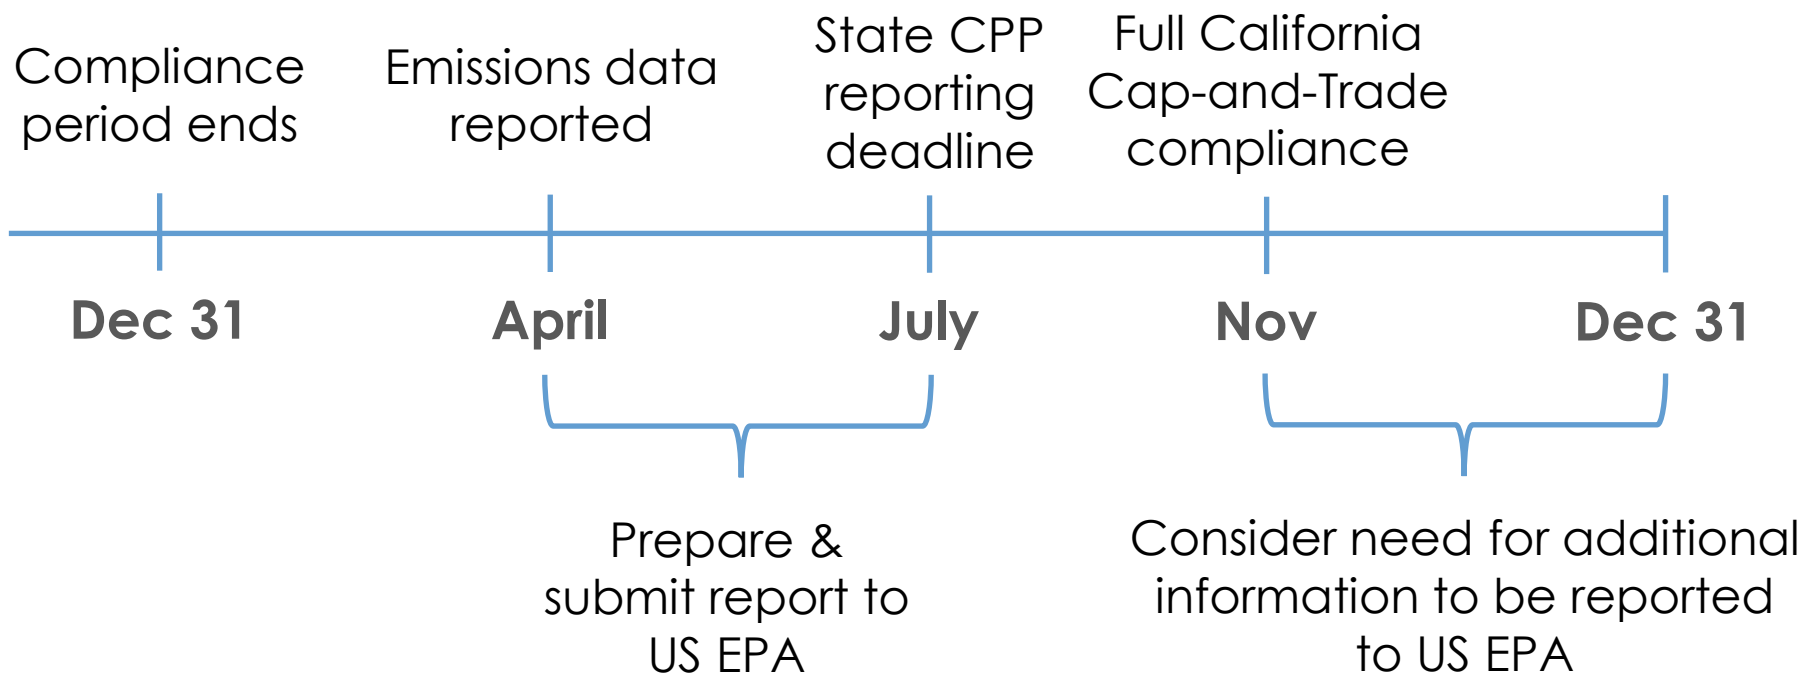 Compliance
period ends
Emissions data
reported
State CPP
reporting
deadline
Full California
Cap-and-Trade
compliance
Dec 31
April
July
Nov
Dec 31
Prepare &
submit report to
US EPA
Consider need for additional
information to be reported
to US EPA